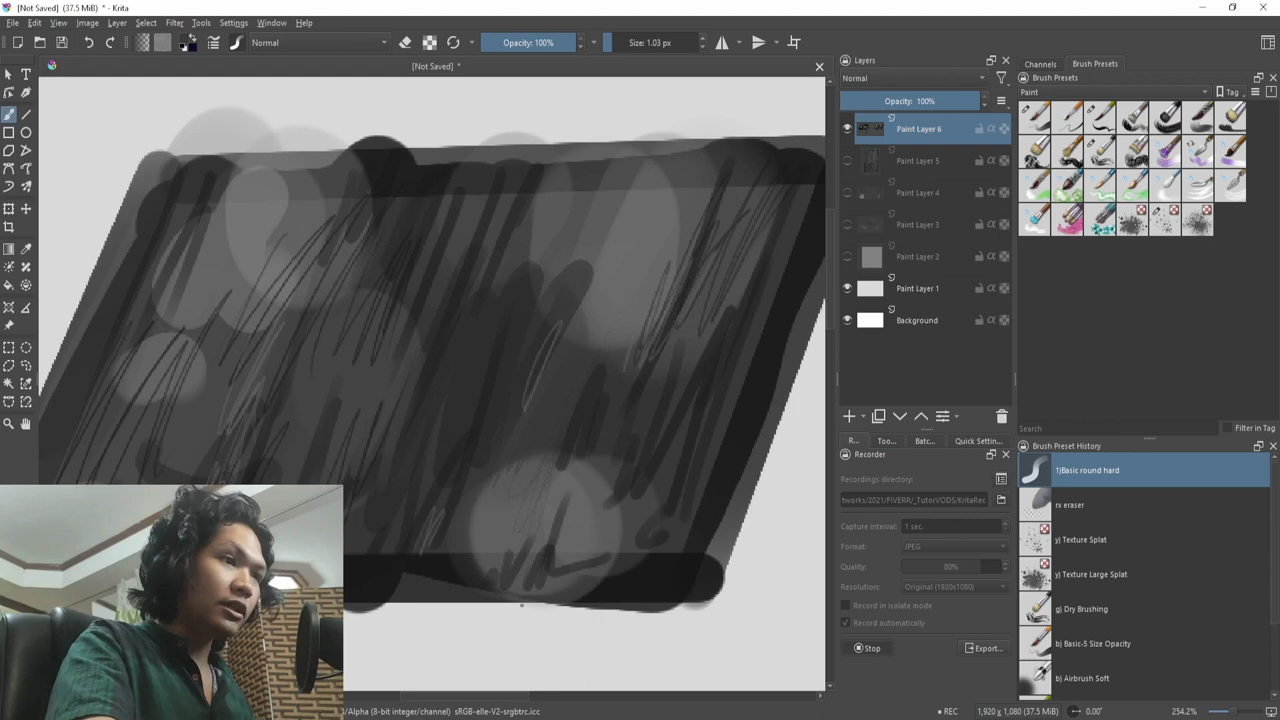 [Not Saved] (37.5 MiB) * - Krita
File Edit View Image Layer Select Filter Tools Settings Window Help
Normal
Opacity: 100%
Size: 1.03 px
[Not Saved] *
Layers
Normal
Opacity: 100%
Paint Layer 6
Paint Layer 5
Paint Layer 4
Paint Layer 3
Paint Layer 2
Paint Layer 1
Background
R... Too... Batc... Quick Settin...
Recorder
Recordings directory:
tworks/2021/FIVERR/_TutorVODS/KritaRec
Capture interval: 1 sec.
Format: JPEG
Quality: 80%
Resolution: Original (1920x1080)
Record in isolate mode
Record automatically
Stop Export...
Channels Brush Presets
Brush Presets
Paint Tag
Search Filter in Tag
Brush Preset History
1)Basic round hard
rx eraser
y) Texture Splat
y) Texture Large Splat
g) Dry Brushing
b) Basic-5 Size Opacity
b) Airbrush Soft
/Alpha (8-bit integer/channel) sRGB-elle-V2-srgbtrc.icc
REC 1,920 x 1,080 (37.5 MiB) 0.00° 254.2%